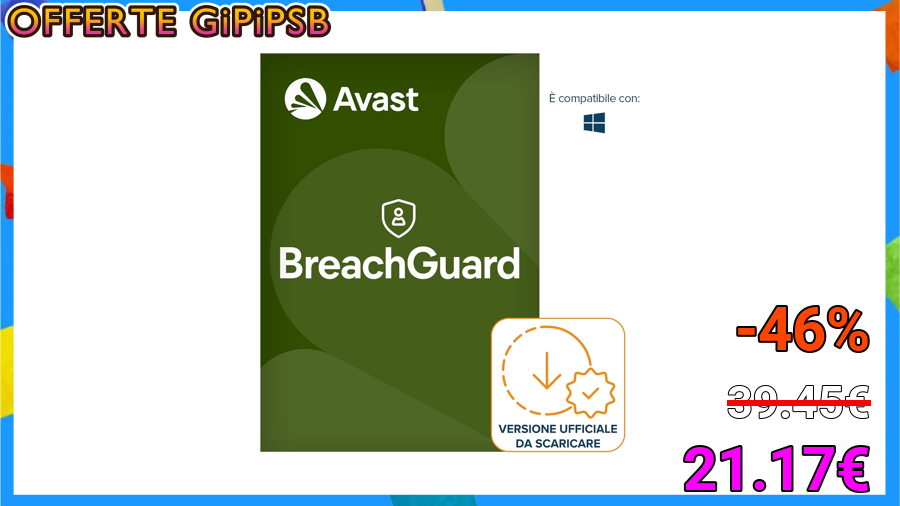 OFFERTE GiPiPSB
Avast
È compatibile con:
BreachGuard
VERSIONE UFFICIALE
DA SCARICARE
-46%
39.45€
21.17€